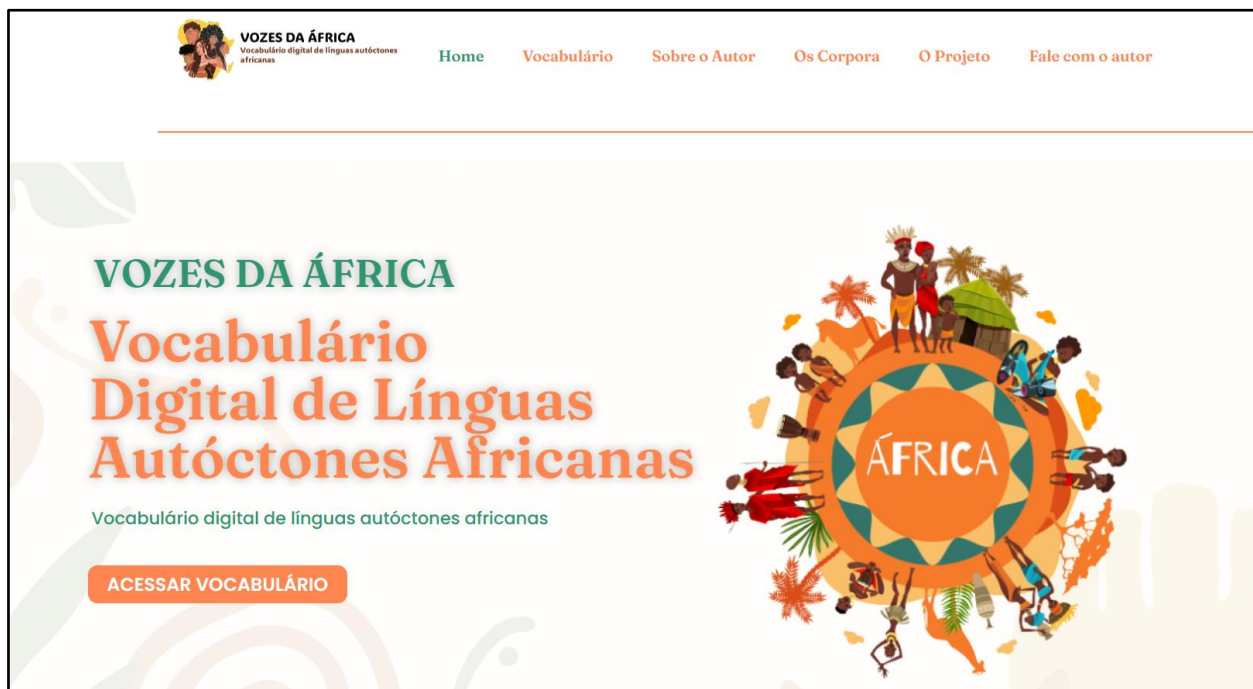 VOZES DA ÁFRICA
Vocabulário digital de línguas autóctones
africanas
Home Vocabulário Sobre o Autor Os Corpora O Projeto Fale com o autor
VOZES DA ÁFRICA
Vocabulário
Digital de Línguas
Autóctones Africanas
Vocabulário digital de línguas autóctones africanas
ACESSAR VOCABULÁRIO
ÁFRICA